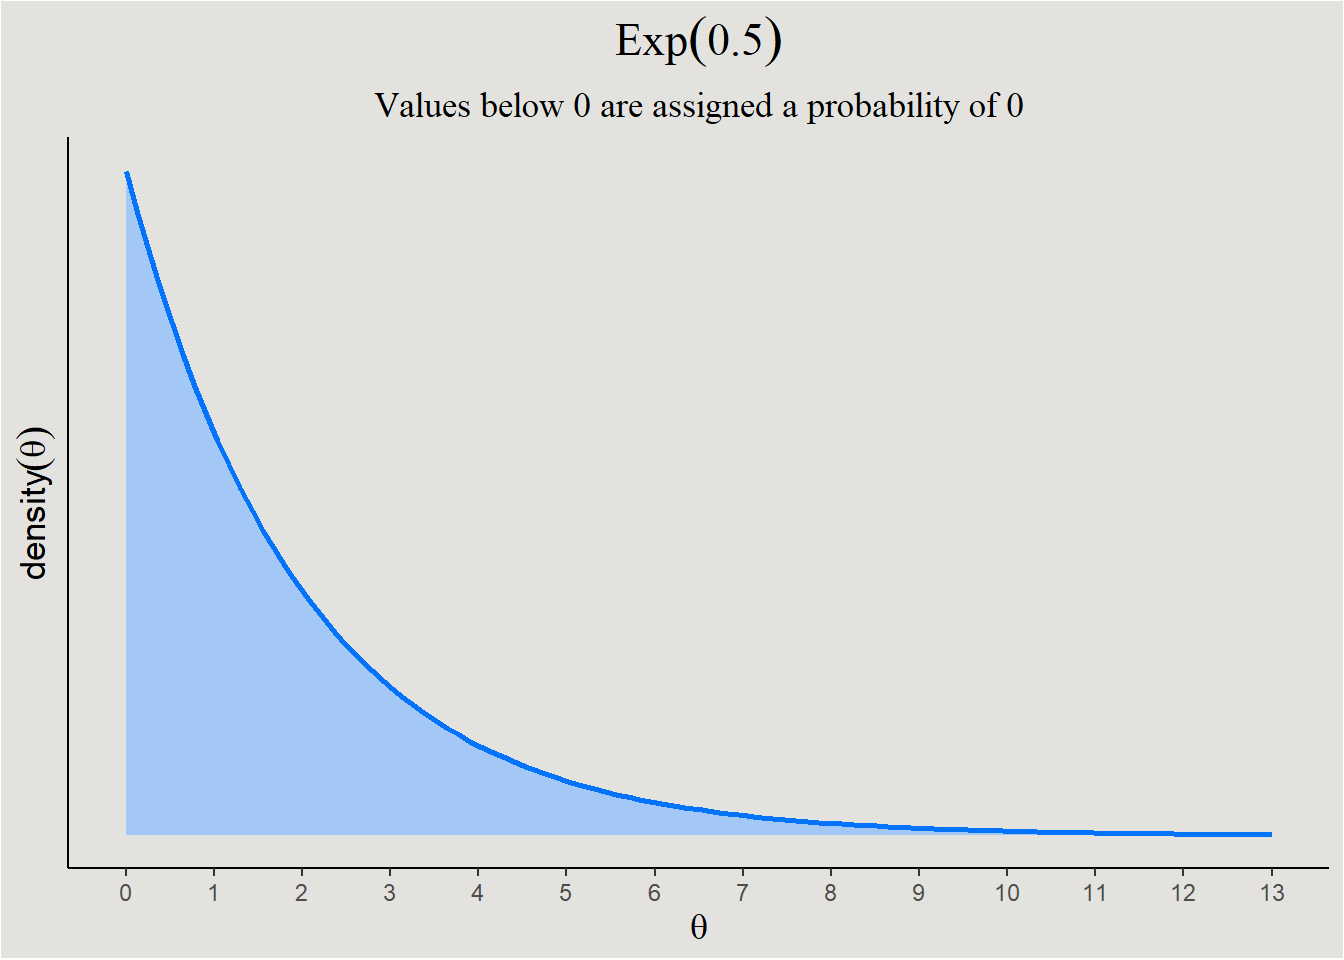 Exp(0.5)
Values below 0 are assigned a probability of 0
density(θ)
0 1 2 3 4 5 6 7 8 9 10 11 12 13
θ